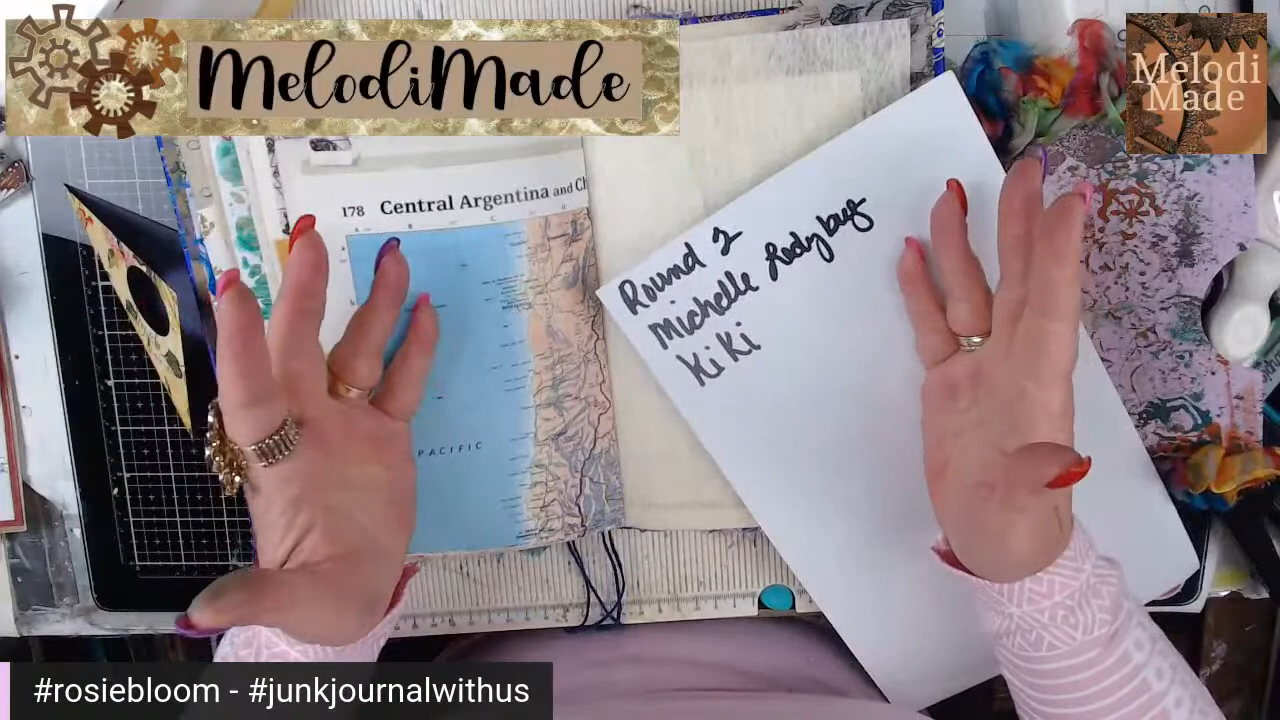 MelodiMade
Melodi
Made
178 Central Argentina and Ch
PACIFIC
Round 2
Michelle Ladybug
KiKi
#rosiebloom - #junkjournalwithus